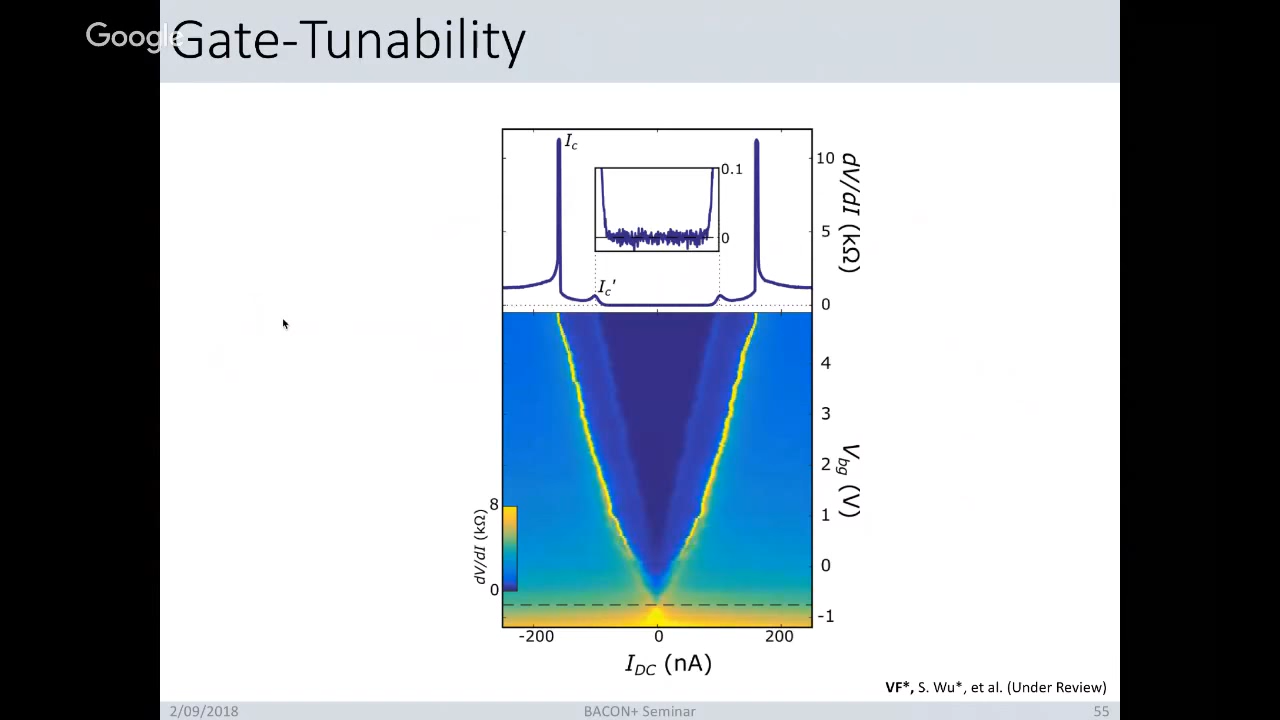 Google
Gate-Tunability
I_c
0.1
0
I_c'
10
5
0
dV/dI (kΩ)
4
3
2
1
0
-1
V_bg (V)
8
0
dV/dI (kΩ)
-200
0
200
I_DC (nA)
VF*, S. Wu*, et al. (Under Review)
2/09/2018
BACON+ Seminar
55